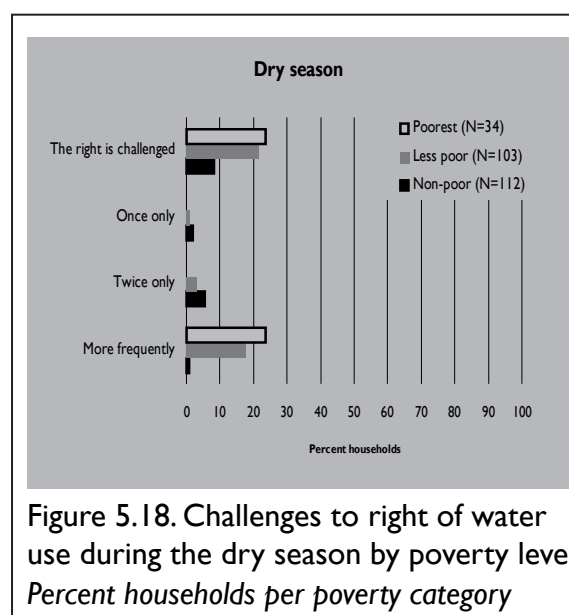 Dry season
Poorest (N=34)
Less poor (N=103)
Non-poor (N=112)
The right is challenged
Once only
Twice only
More frequently
0 10 20 30 40 50 60 70 80 90 100
Percent households
Figure 5.18. Challenges to right of water
use during the dry season by poverty leve
Percent households per poverty category